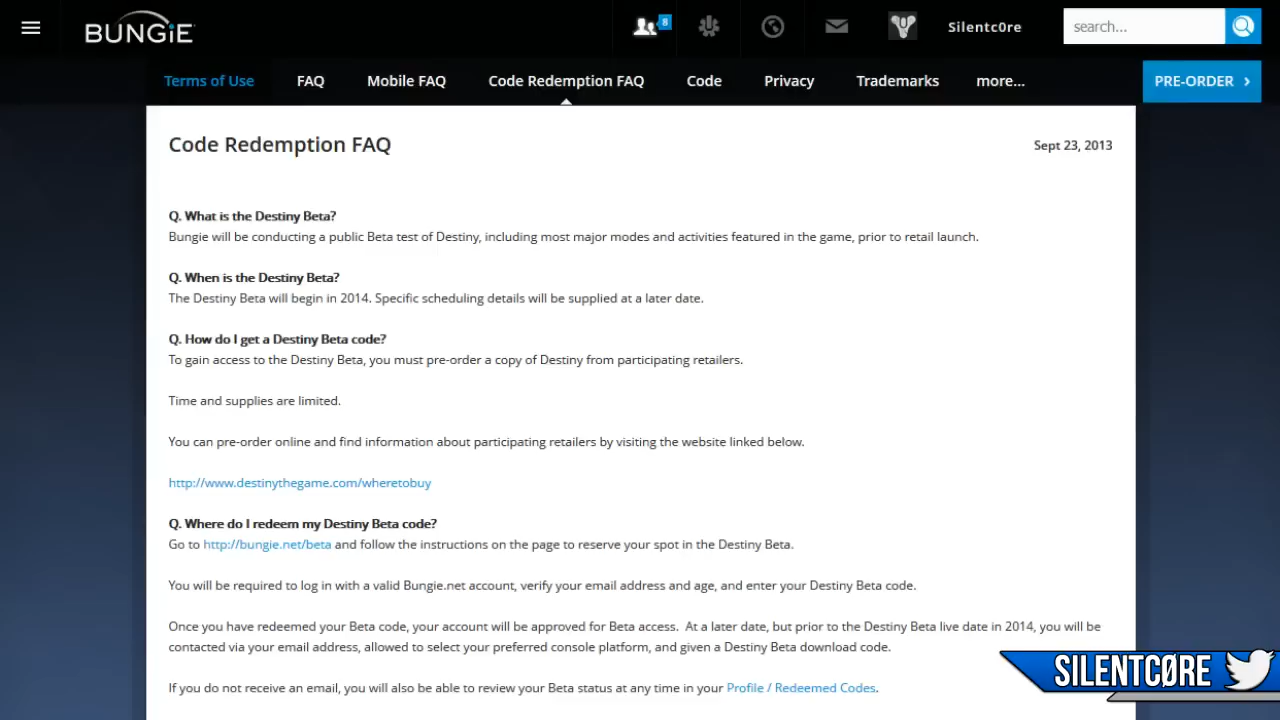 BUNGiE
8
Silentc0re
search...
Terms of Use
FAQ
Mobile FAQ
Code Redemption FAQ
Code
Privacy
Trademarks
more...
PRE-ORDER
Code Redemption FAQ
Sept 23, 2013
Q. What is the Destiny Beta?
Bungie will be conducting a public Beta test of Destiny, including most major modes and activities featured in the game, prior to retail launch.
Q. When is the Destiny Beta?
The Destiny Beta will begin in 2014. Specific scheduling details will be supplied at a later date.
Q. How do I get a Destiny Beta code?
To gain access to the Destiny Beta, you must pre-order a copy of Destiny from participating retailers.
Time and supplies are limited.
You can pre-order online and find information about participating retailers by visiting the website linked below.
http://www.destinythegame.com/wheretobuy
Q. Where do I redeem my Destiny Beta code?
Go to http://bungie.net/beta and follow the instructions on the page to reserve your spot in the Destiny Beta.
You will be required to log in with a valid Bungie.net account, verify your email address and age, and enter your Destiny Beta code.
Once you have redeemed your Beta code, your account will be approved for Beta access.  At a later date, but prior to the Destiny Beta live date in 2014, you will be
contacted via your email address, allowed to select your preferred console platform, and given a Destiny Beta download code.
If you do not receive an email, you will also be able to review your Beta status at any time in your Profile / Redeemed Codes.
SILENTCØRE